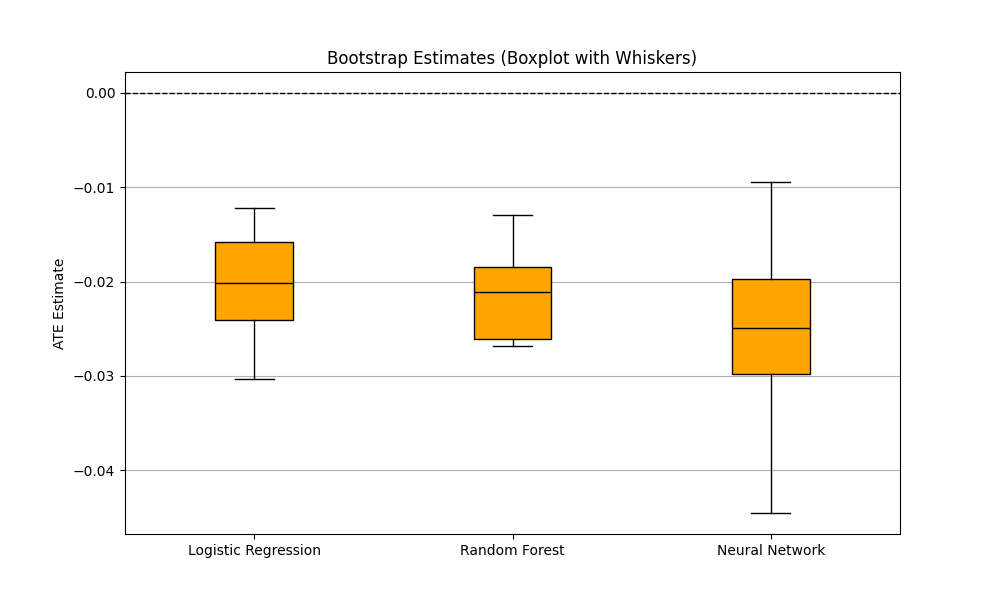 Bootstrap Estimates (Boxplot with Whiskers)
ATE Estimate
0.00
−0.01
−0.02
−0.03
−0.04
Logistic Regression
Random Forest
Neural Network